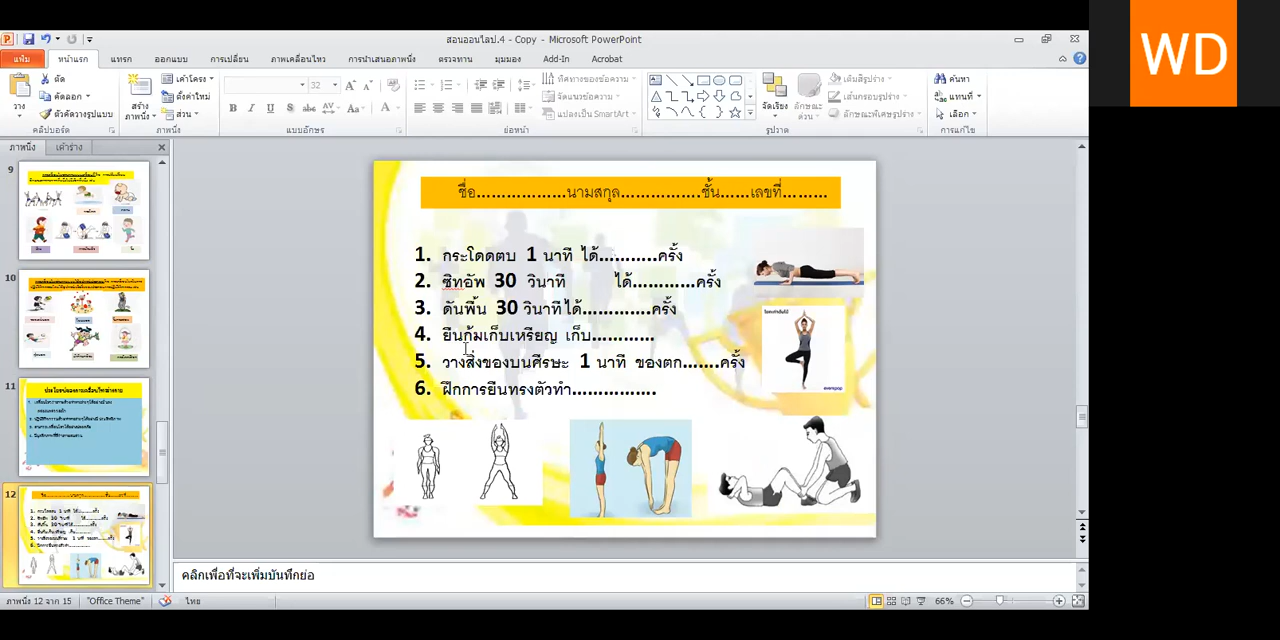 สอนออนไลป.4 - Copy - Microsoft PowerPoint
WD
แฟ้ม หน้าแรก แทรก ออกแบบ การเปลี่ยน ภาพเคลื่อนไหว การนำเสนอภาพนิ่ง ตรวจทาน มุมมอง Add-In Acrobat
วาง ตัด คัดลอก ตัวคัดวางรูปแบบ
สร้างภาพนิ่ง เค้าโครง ตั้งค่าใหม่ ส่วน
32
ทิศทางของข้อความ จัดแนวข้อความ แปลงเป็น SmartArt
จัดเรียง ลักษณะด่วน เติมสีรูปร่าง เส้นกรอบรูปร่าง ลักษณะพิเศษรูปร่าง
ค้นหา แทนที่ เลือก
คลิปบอร์ด ภาพนิ่ง แบบอักษร ย่อหน้า รูปวาด การแก้ไข
ภาพนิ่ง เค้าร่าง
9
10
11
12
ชื่อ..................นามสกุล................ชั้น......เลขที่.........
1. กระโดดตบ 1 นาที ได้...........ครั้ง
2. ซิทอัพ 30 วินาที ได้............ครั้ง
3. ดันพื้น 30 วินาทีได้.............ครั้ง
4. ยืนก้มเก็บเหรียญ เก็บ............
5. วางสิ่งของบนศีรษะ 1 นาที ของตก.......ครั้ง
6. ฝึกการยืนทรงตัวทำ................
คลิกเพื่อที่จะเพิ่มบันทึกย่อ
ภาพนิ่ง 12 จาก 15 "Office Theme" ไทย 66%